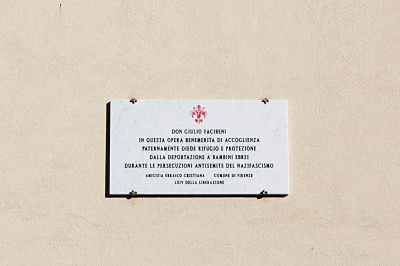 DON GIULIO FACIBENI
IN QUESTA OPERA BENEMERITA DI ACCOGLIENZA
PATERNAMENTE DIEDE RIFUGIO E PROTEZIONE
DALLA DEPORTAZIONE A BAMBINI EBREI
DURANTE LE PERSECUZIONI ANTISEMITE DEL NAZIFASCISMO
AMICIZIA EBRAICO CRISTIANA COMUNE DI FIRENZE
LXIV DELLA LIBERAZIONE